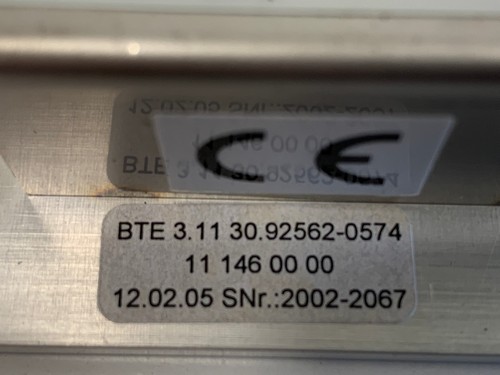 CE
BTE 3.11 30.92562-0574
11 146 00 00
12.02.05 SNr.:2002-2067